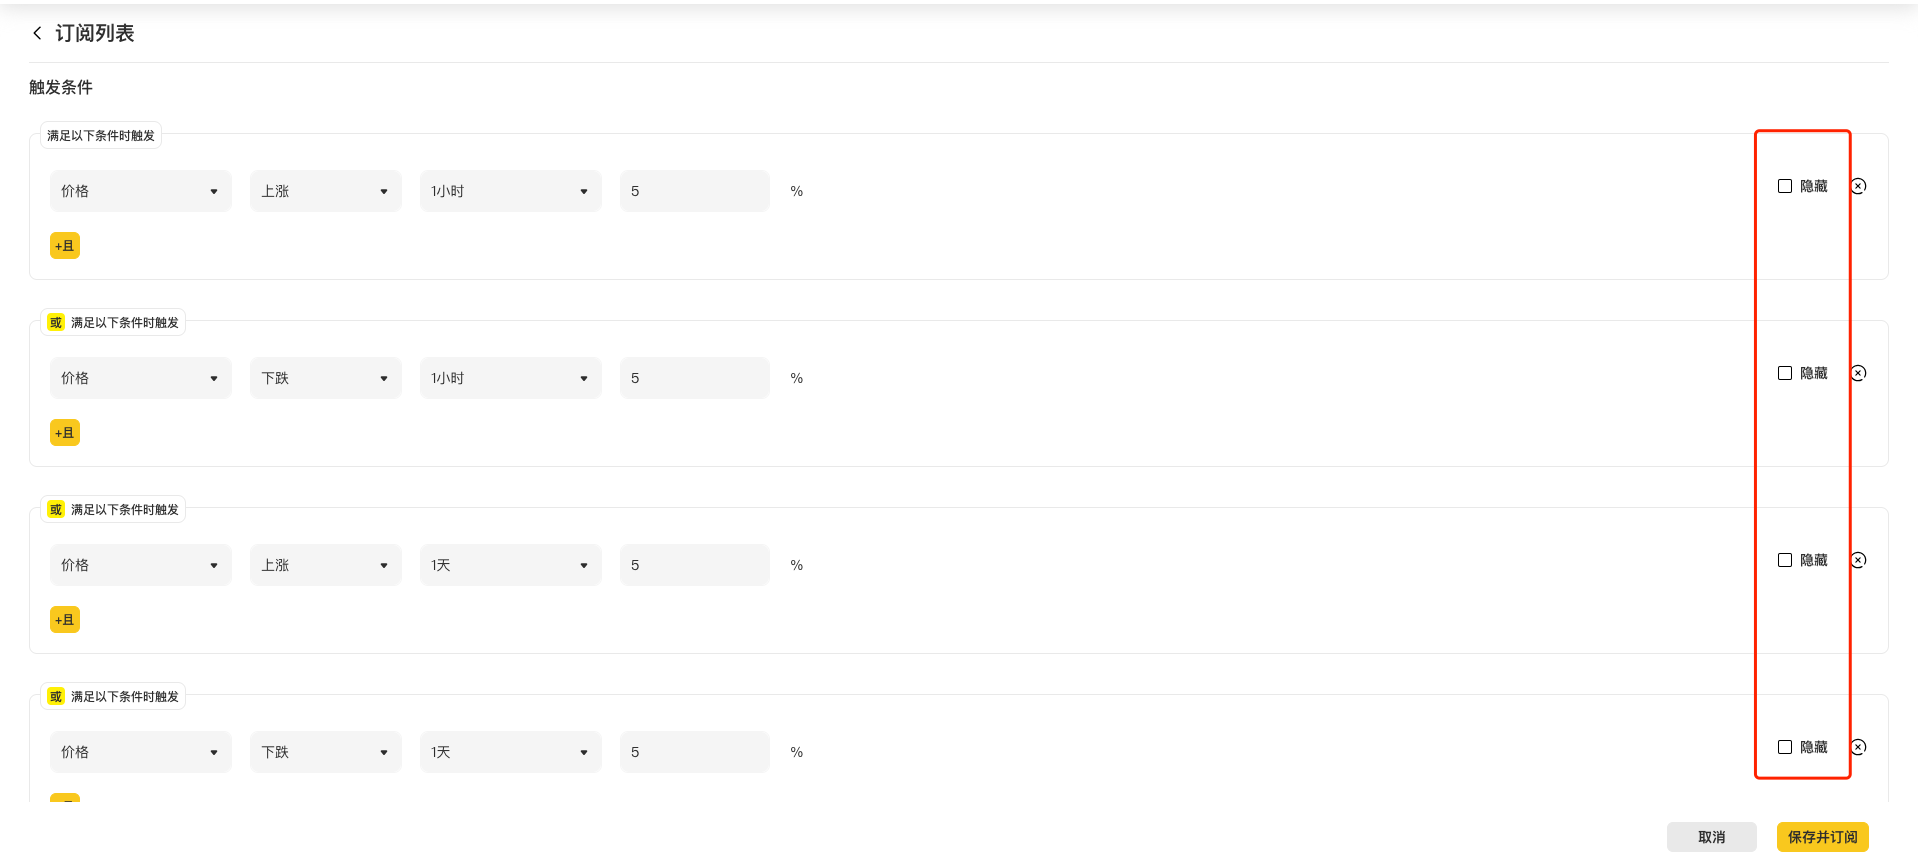 订阅列表
触发条件
满足以下条件时触发
价格 上涨 1小时 5 % 隐藏
+且
或 满足以下条件时触发
价格 下跌 1小时 5 % 隐藏
+且
或 满足以下条件时触发
价格 上涨 1天 5 % 隐藏
+且
或 满足以下条件时触发
价格 下跌 1天 5 % 隐藏
取消 保存并订阅